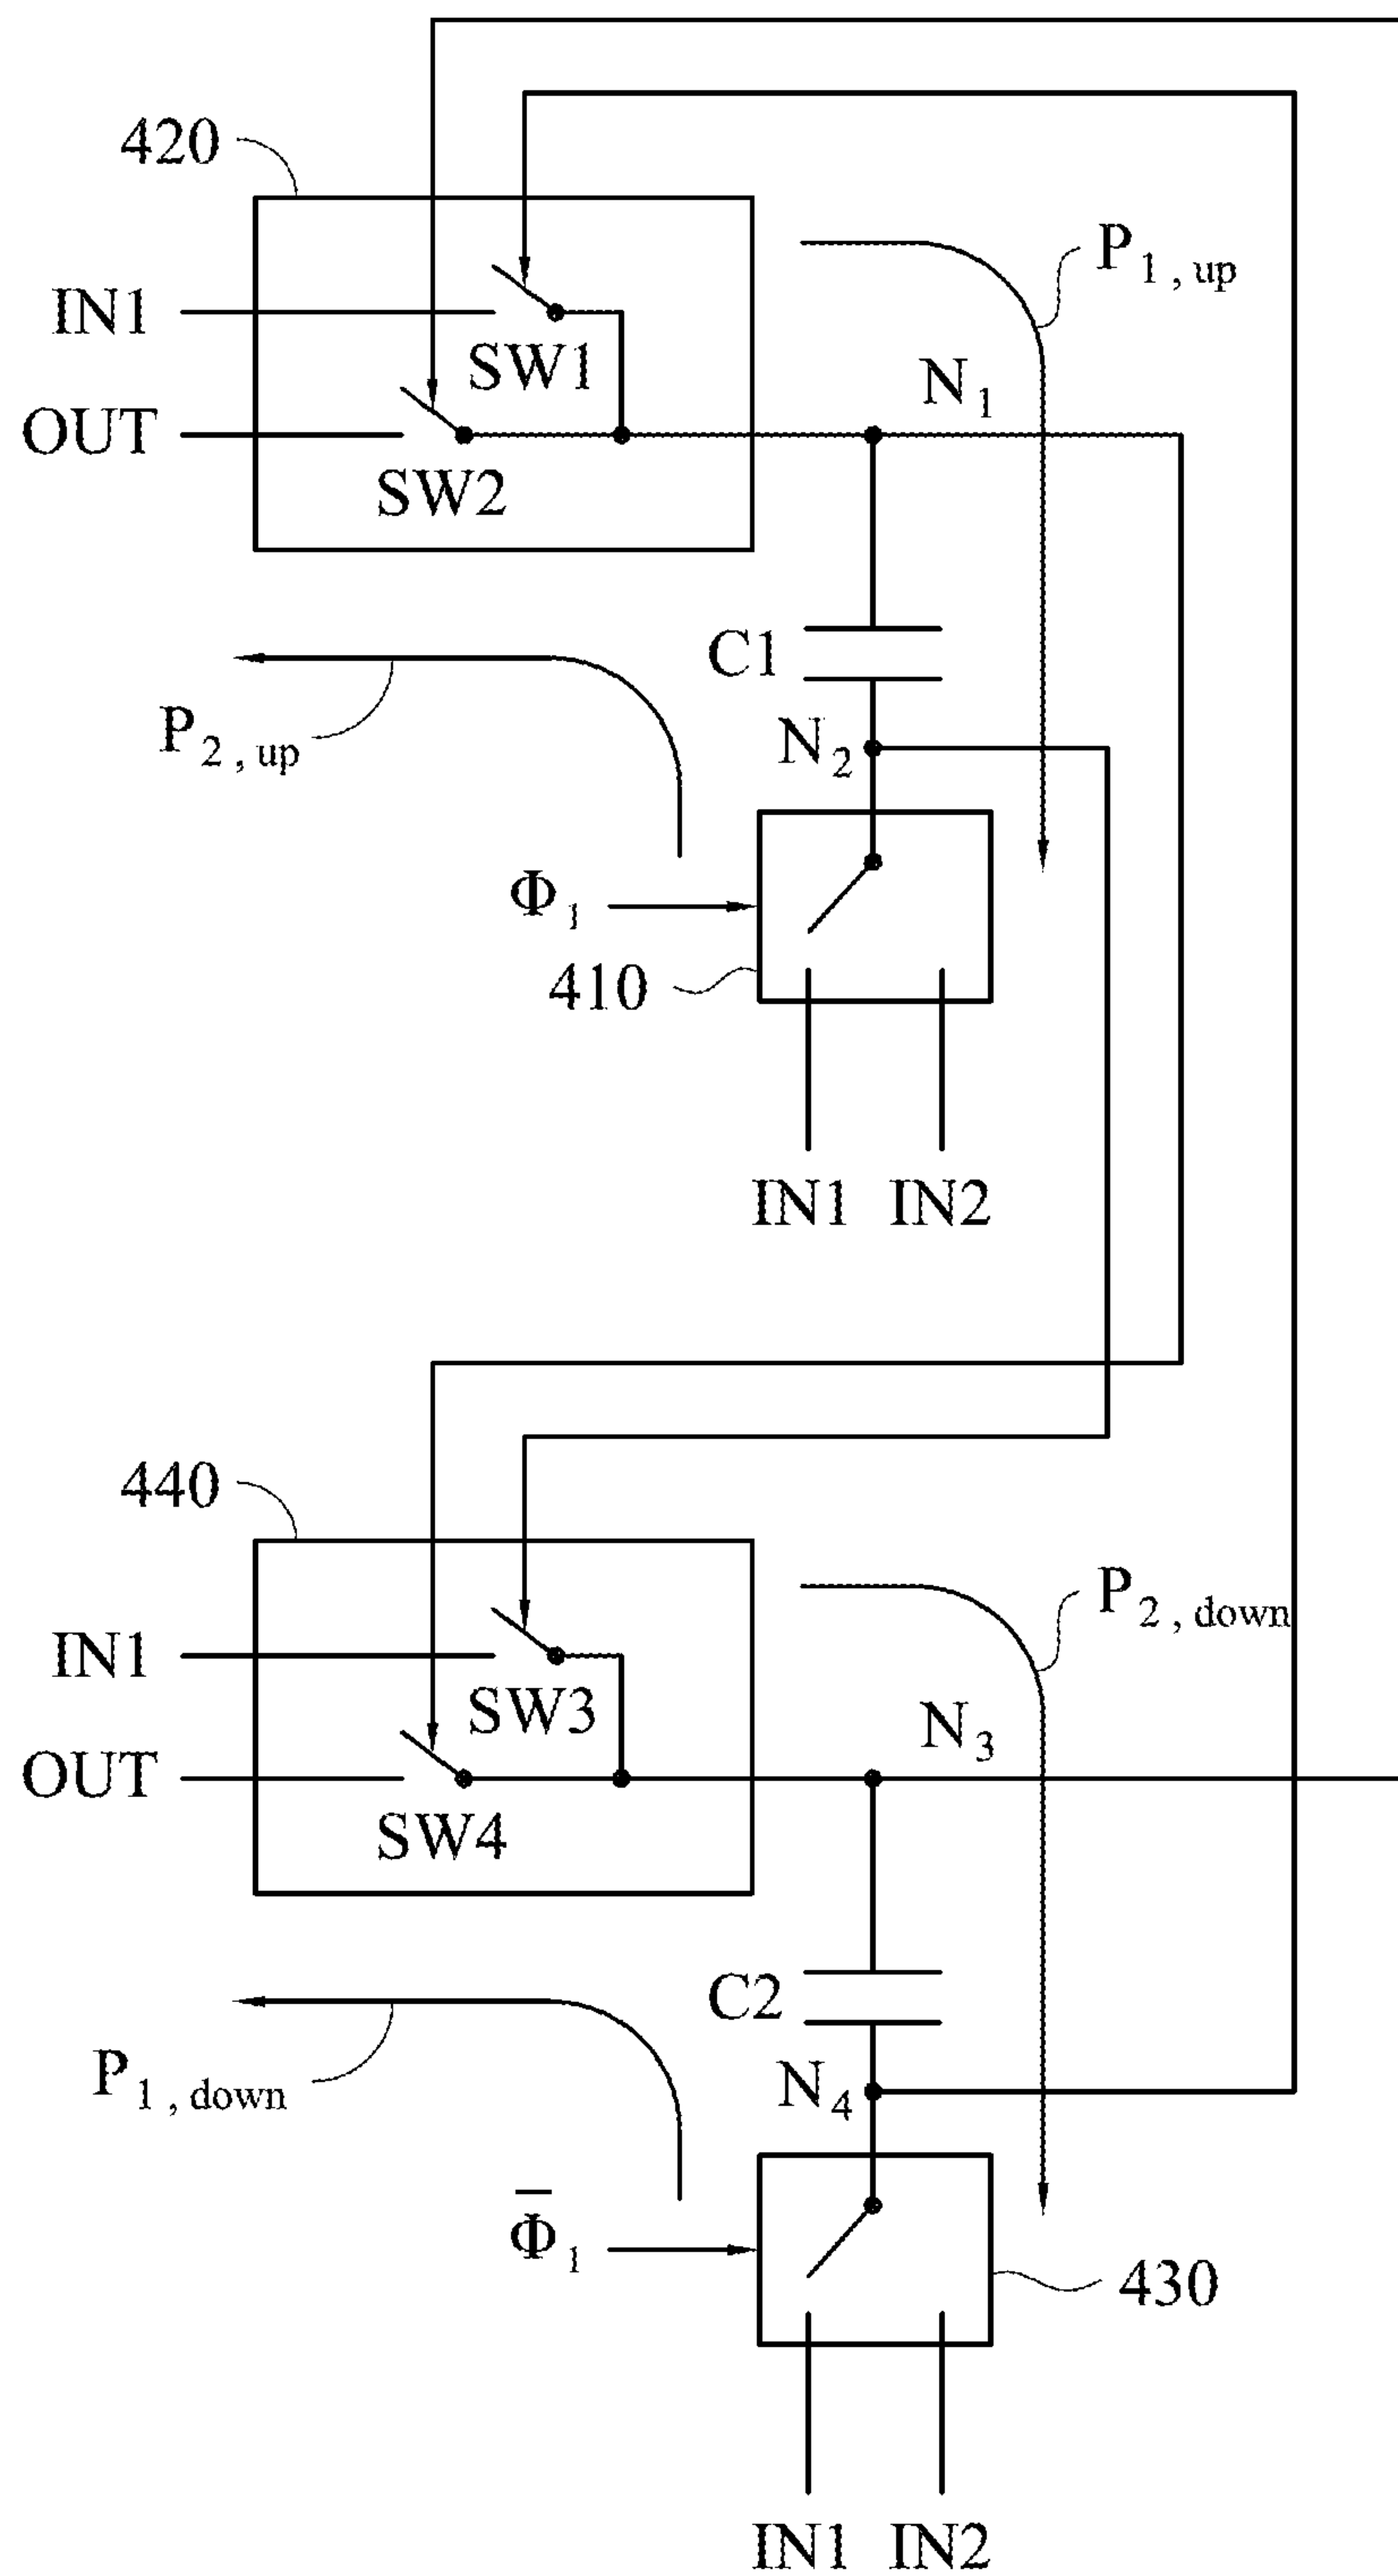 420
P1, up
IN1
SW1
N1
OUT
SW2
C1
P2, up
N2
Φ1
410
IN1 IN2
440
P2, down
IN1
SW3
N3
OUT
SW4
C2
P1, down
N4
Φ̅1
430
IN1 IN2